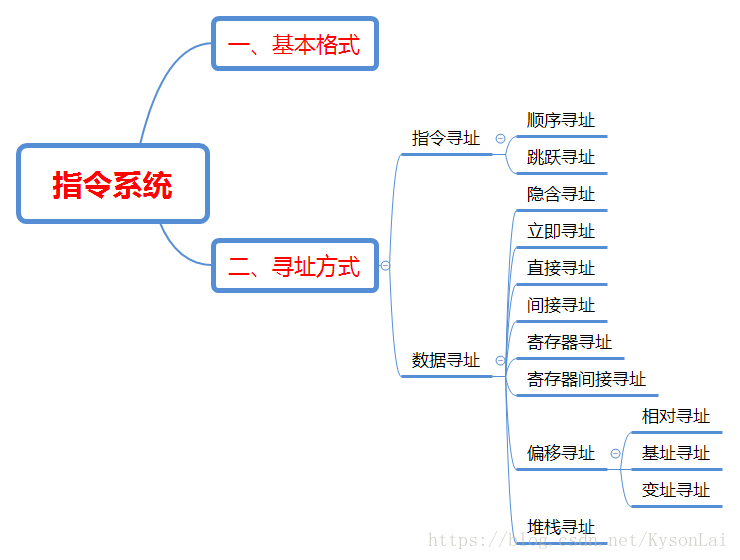 指令系统
一、基本格式
二、寻址方式
指令寻址
顺序寻址
跳跃寻址
数据寻址
隐含寻址
立即寻址
直接寻址
间接寻址
寄存器寻址
寄存器间接寻址
偏移寻址
相对寻址
基址寻址
变址寻址
堆栈寻址
https://blog.csdn.net/KysonLai